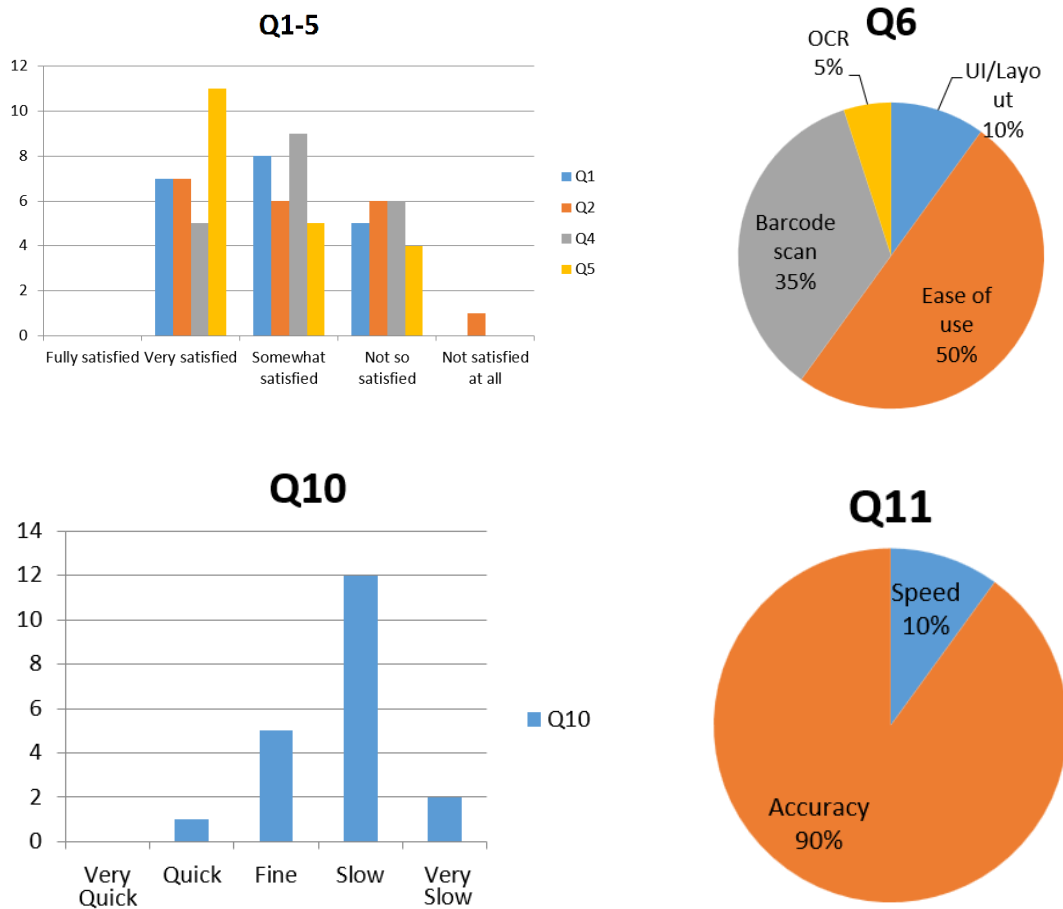 Q1-5
12
10
8
6
4
2
0
Fully satisfied
Very satisfied
Somewhat
satisfied
Not so
satisfied
Not satisfied
at all
Q1
Q2
Q4
Q5
Q6
OCR
5%
UI/Layo
ut
10%
Barcode
scan
35%
Ease of
use
50%
Q10
14
12
10
8
6
4
2
0
Very
Quick
Quick
Fine
Slow
Very
Slow
Q10
Q11
Speed
10%
Accuracy
90%